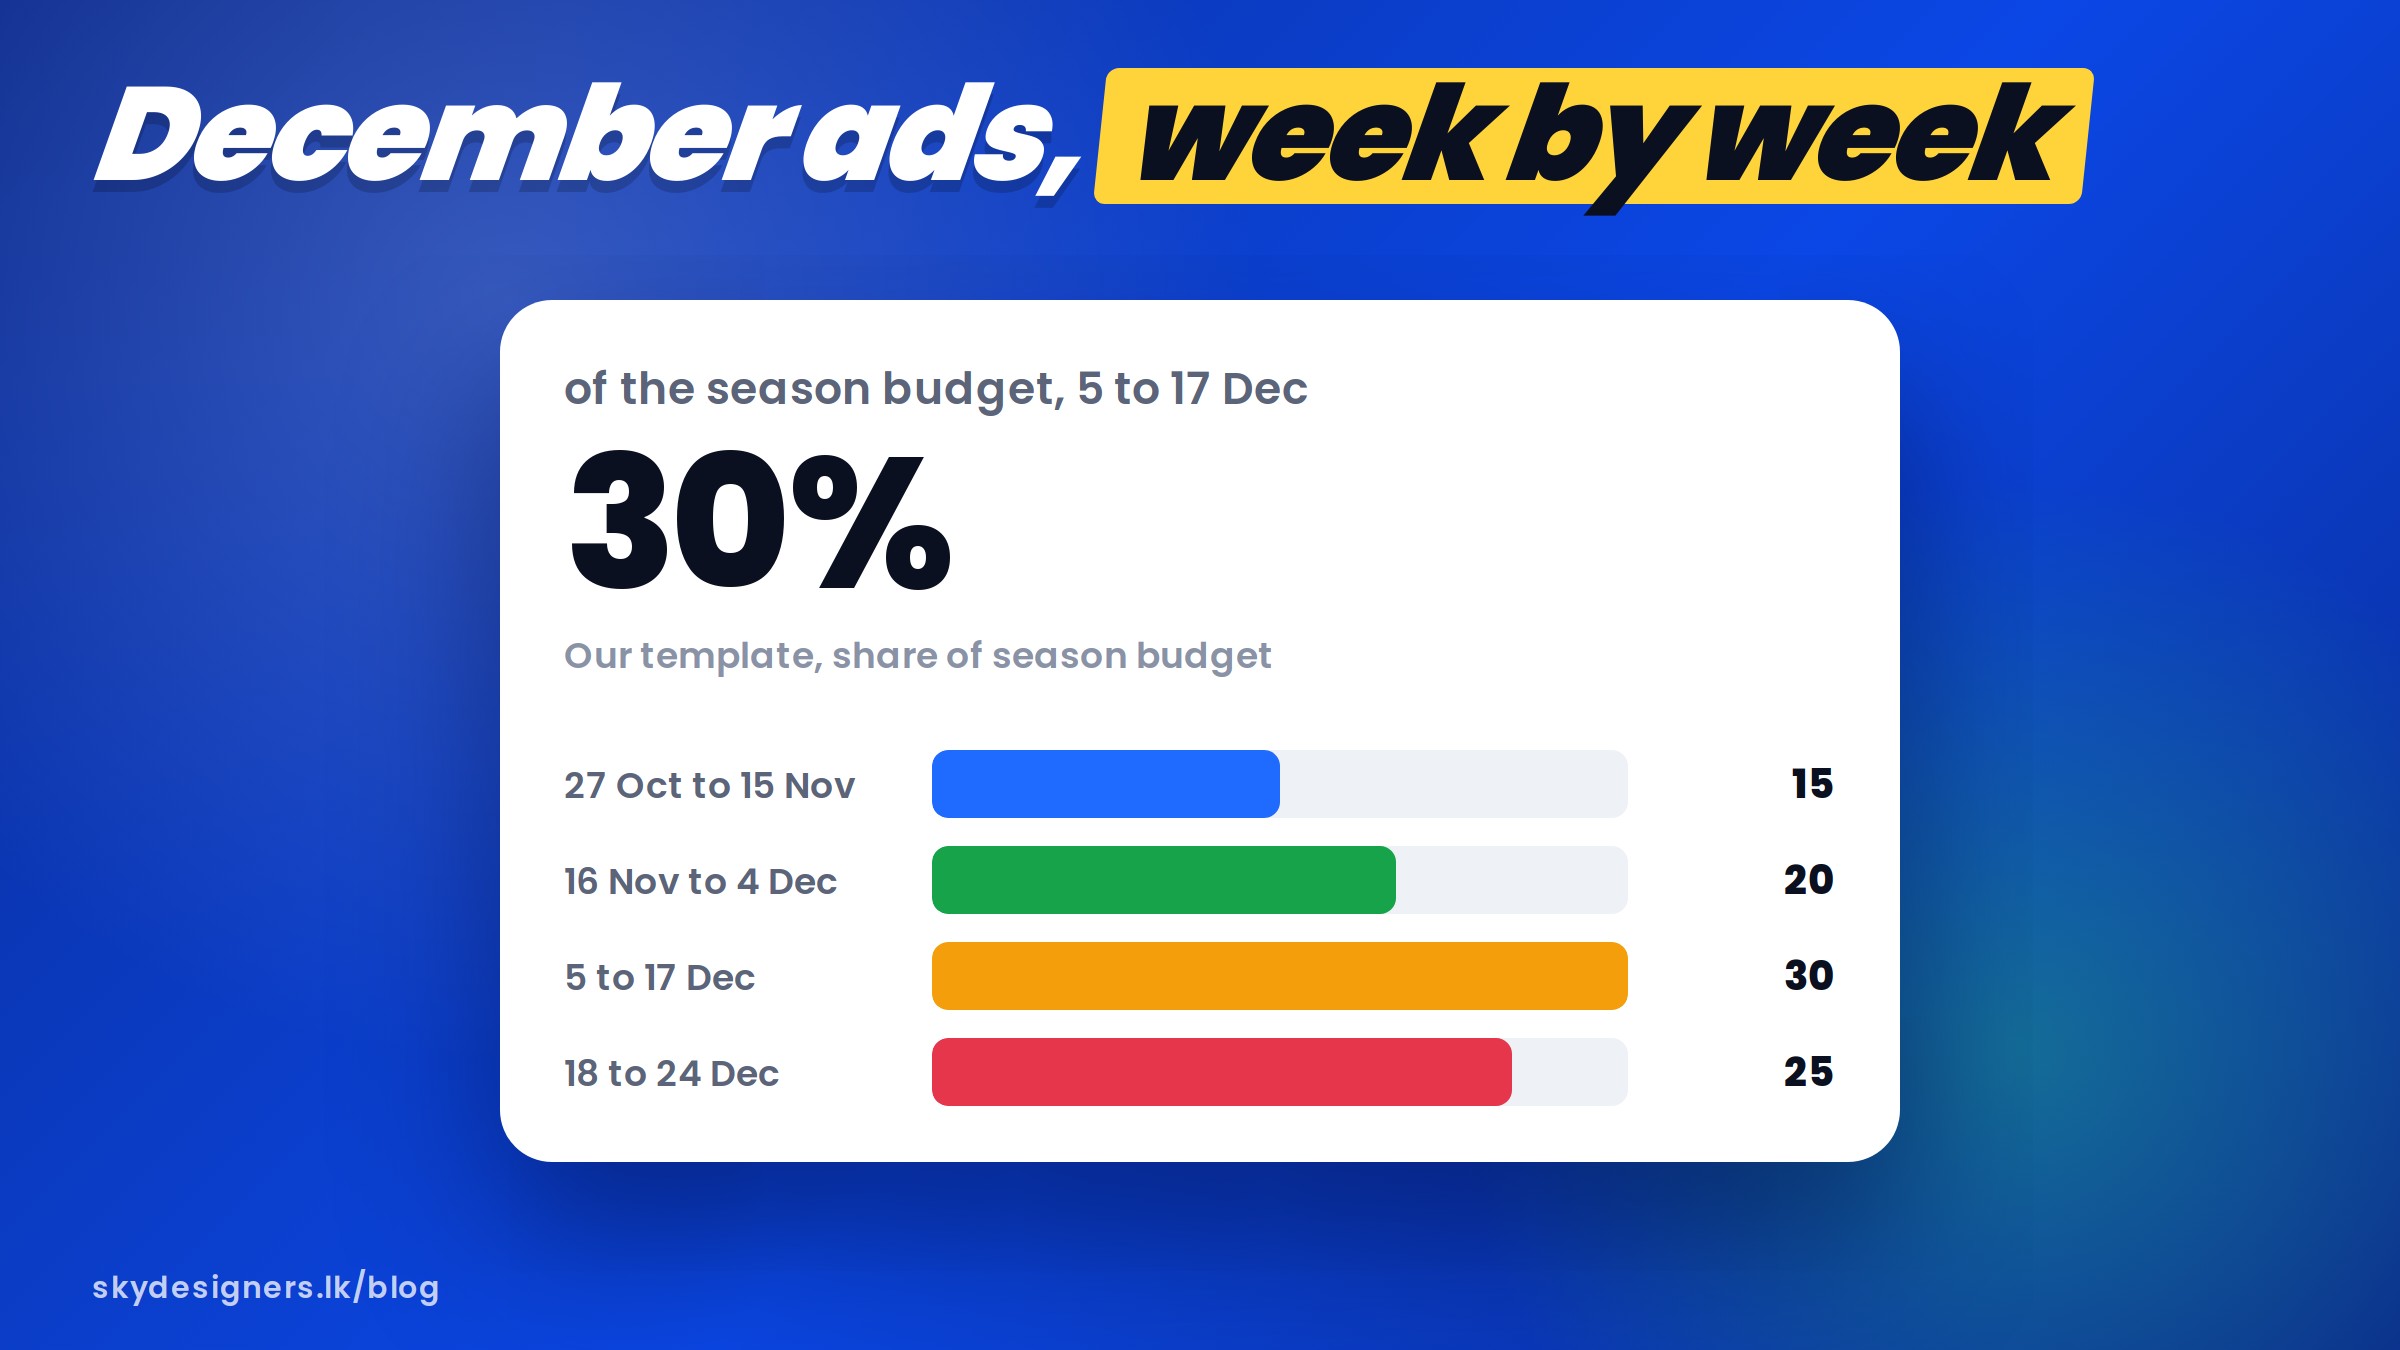 December ads, week by week
of the season budget, 5 to 17 Dec
30%
Our template, share of season budget
27 Oct to 15 Nov 15
16 Nov to 4 Dec 20
5 to 17 Dec 30
18 to 24 Dec 25
skydesigners.lk/blog